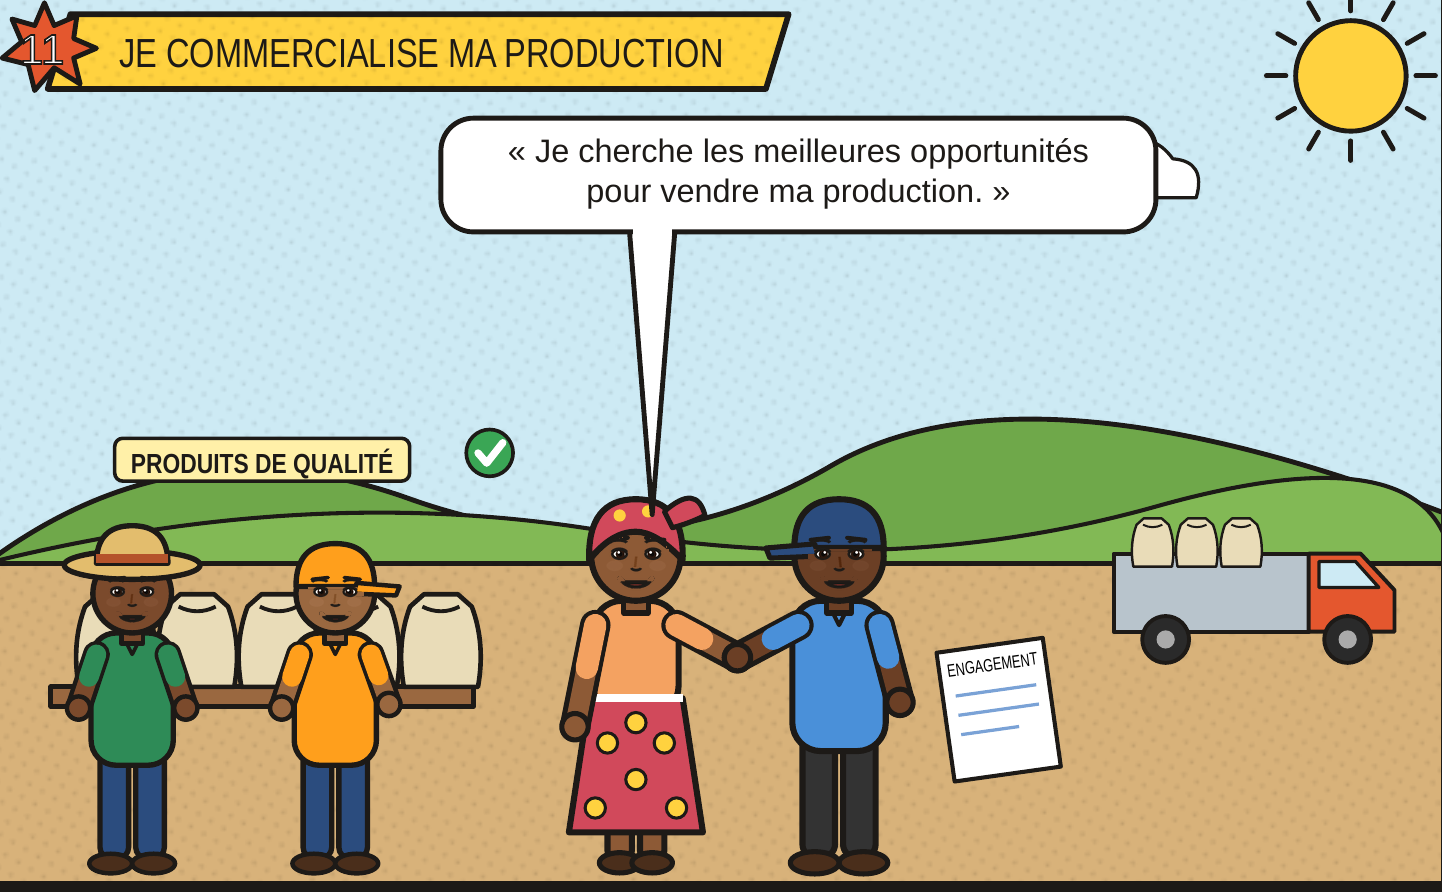 11
JE COMMERCIALISE MA PRODUCTION
« Je cherche les meilleures opportunités
pour vendre ma production. »
PRODUITS DE QUALITÉ
ENGAGEMENT